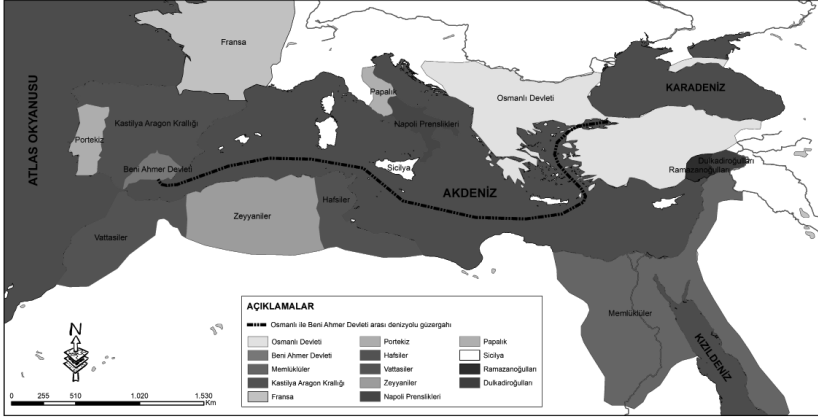 Fransa
ATLAS OKYANUSU
Osmanlı Devleti
KARADENİZ
Papalık
Portekiz
Kastilya Aragon Krallığı
Napoli Prenslikleri
Beni Ahmer Devleti
Sicilya
Dulkadiroğulları
Ramazanoğulları
AKDENİZ
Hafsiler
Zeyyaniler
Vattasiler
Memlüklüler
KIZILDENİZ
AÇIKLAMALAR
Osmanlı ile Beni Ahmer Devleti arası denizyolu güzergahı
Osmanlı Devleti Portekiz Papalık
Beni Ahmer Devleti Hafsiler Sicilya
Memlüklüler Vattasiler Ramazanoğulları
Kastilya Aragon Krallığı Zeyyaniler Dulkadiroğulları
Fransa Napoli Prenslikleri
N
0 255 510 1.020 1.530
Km